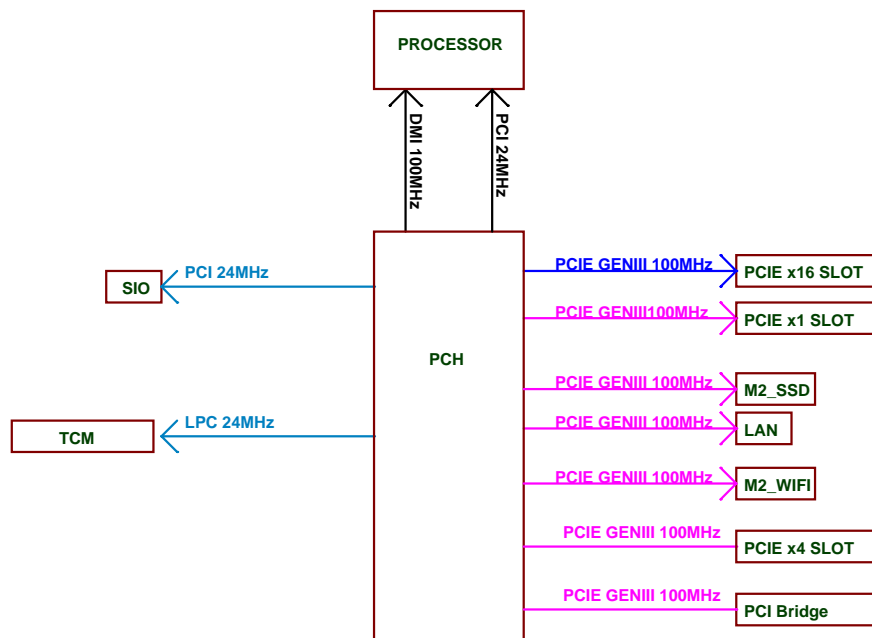 PROCESSOR
DMI 100MHz
PCI 24MHz
PCI 24MHz
SIO
LPC 24MHz
TCM
PCH
PCIE GENIII 100MHz
PCIE x16 SLOT
PCIE GENIII100MHz
PCIE x1 SLOT
PCIE GENIII 100MHz
M2_SSD
PCIE GENIII 100MHz
LAN
PCIE GENIII 100MHz
M2_WIFI
PCIE GENIII 100MHz
PCIE x4 SLOT
PCIE GENIII 100MHz
PCI Bridge